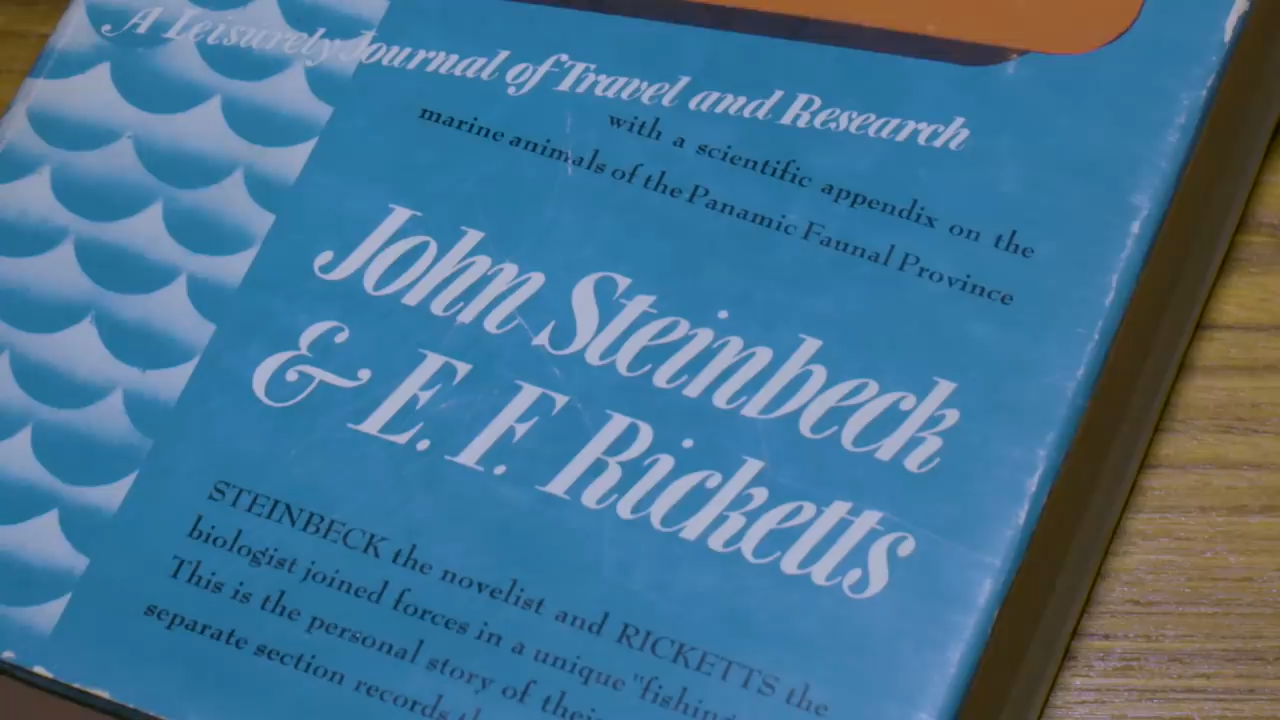 A Leisurely Journal of Travel and Research
with a scientific appendix on the
marine animals of the Panamic Faunal Province
John Steinbeck
& E. F. Ricketts
STEINBECK the novelist and RICKETTS the
biologist joined forces in a unique "fishing
This is the personal story of their
separate section records